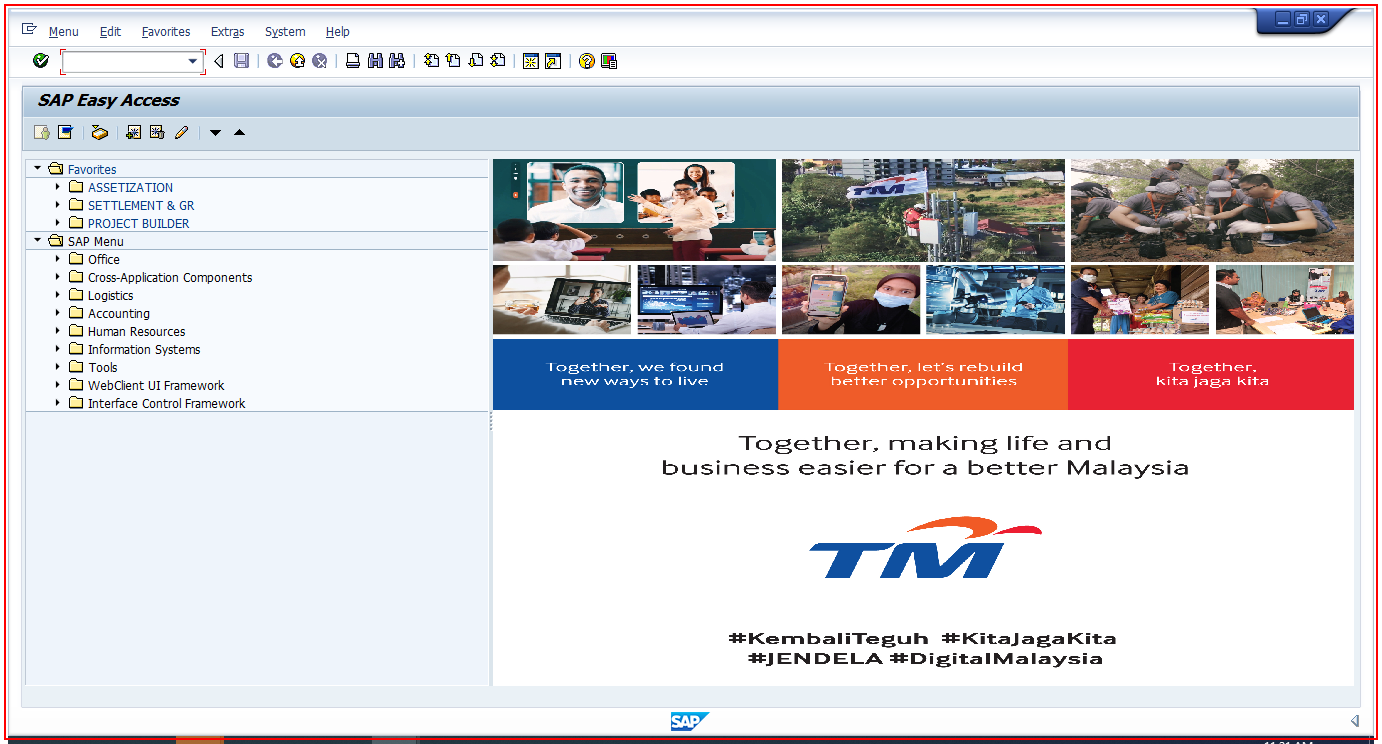 Menu Edit Favorites Extras System Help
SAP Easy Access
Favorites
ASSETIZATION
SETTLEMENT & GR
PROJECT BUILDER
SAP Menu
Office
Cross-Application Components
Logistics
Accounting
Human Resources
Information Systems
Tools
WebClient UI Framework
Interface Control Framework
TM
Together, we found
new ways to live
Together, let's rebuild
better opportunities
Together,
kita jaga kita
Together, making life and
business easier for a better Malaysia
TM
#KembaliTeguh #KitaJagaKita
#JENDELA #DigitalMalaysia
SAP